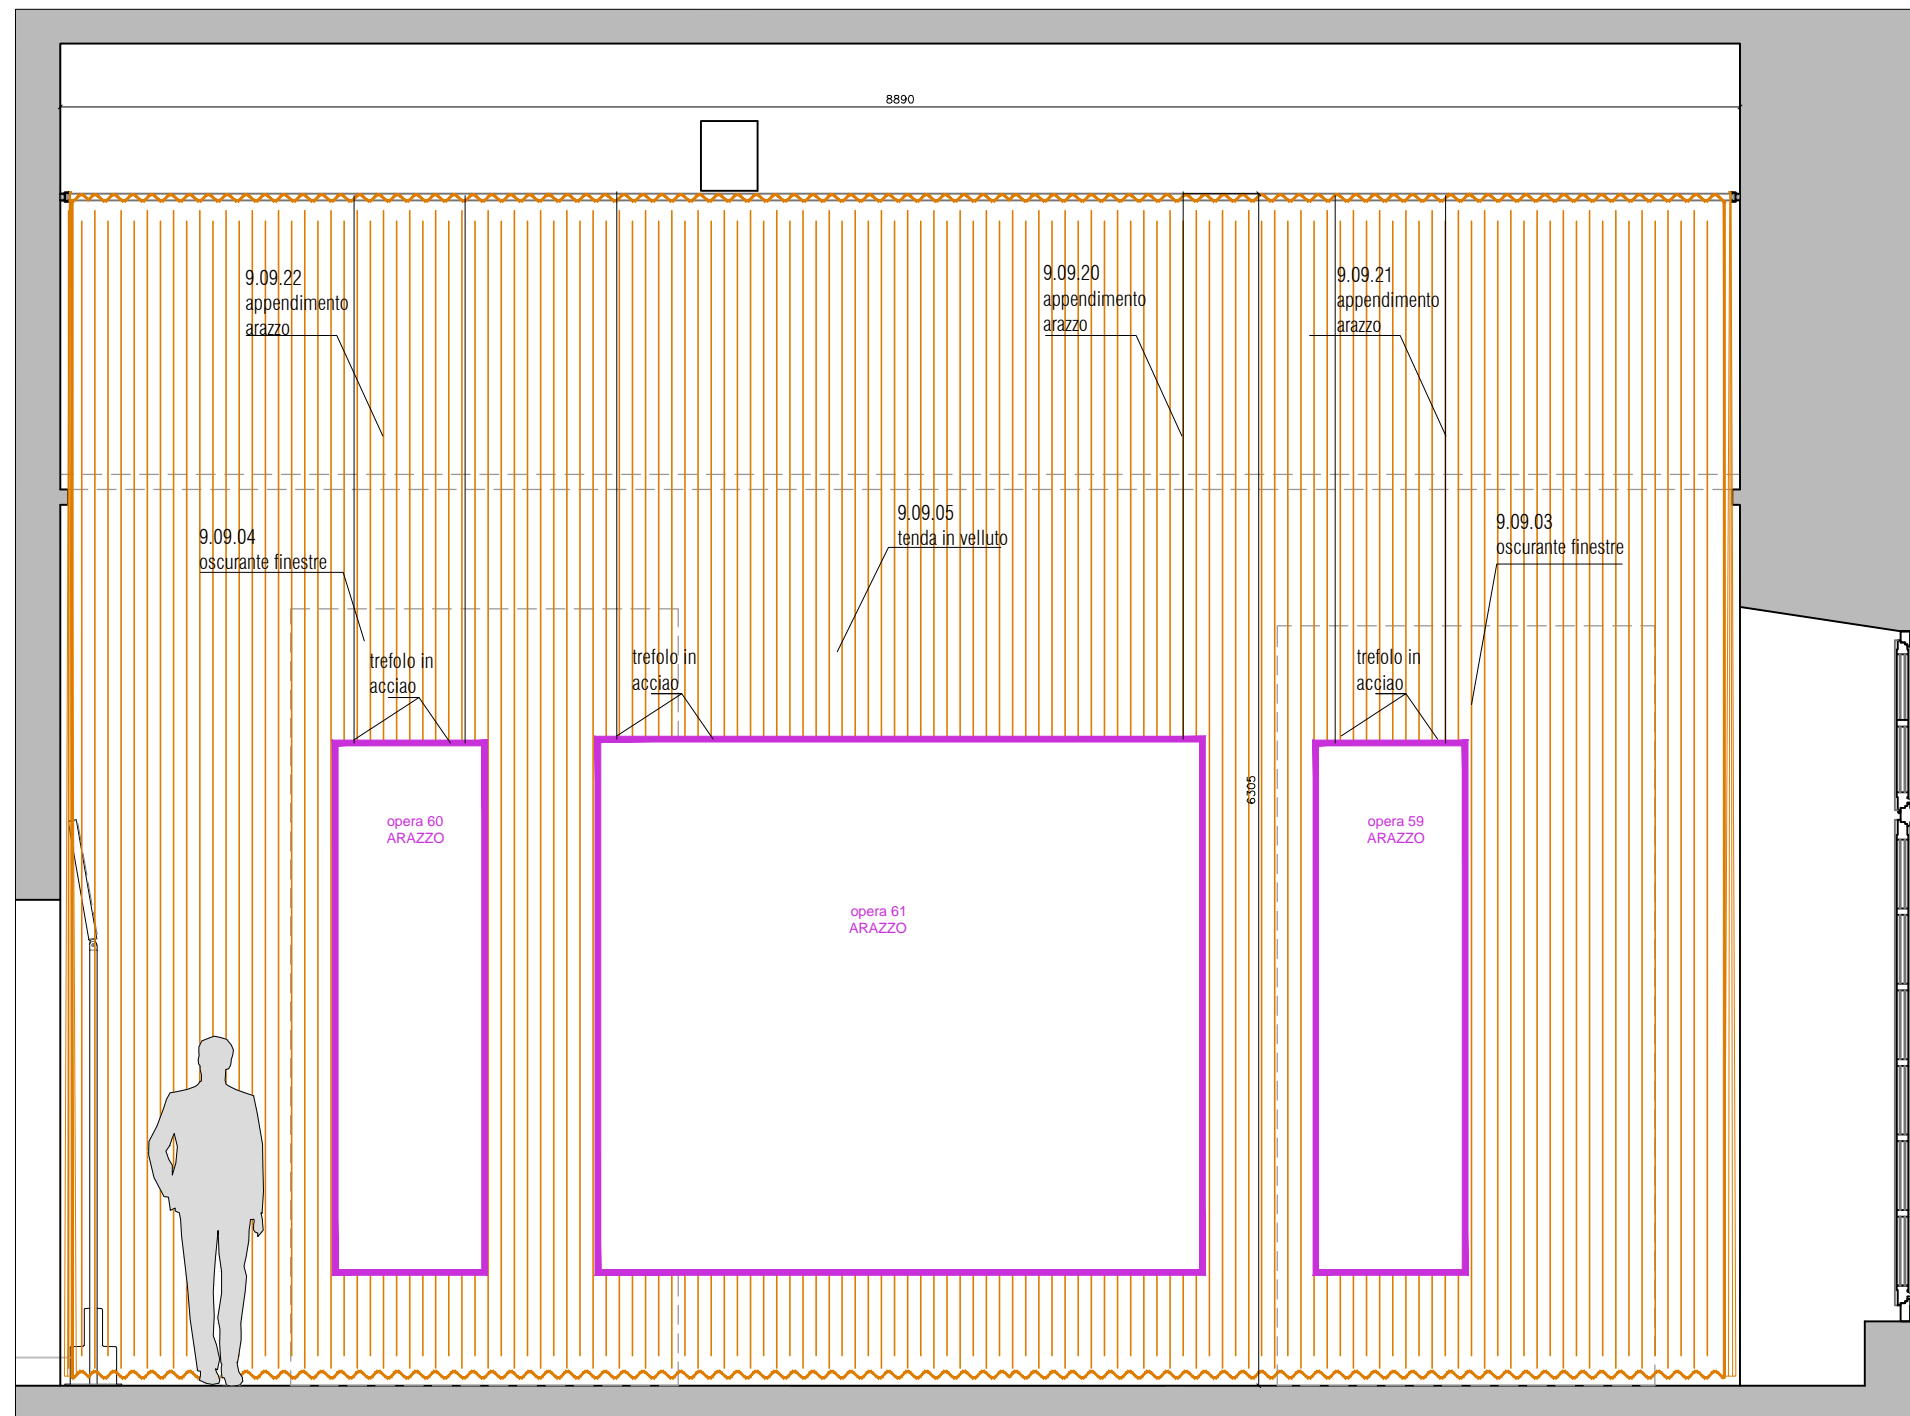 8890
9.09.22
appendimento
arazzo
9.09.20
appendimento
arazzo
9.09.21
appendimento
arazzo
9.09.04
oscurante finestre
9.09.05
tenda in velluto
9.09.03
oscurante finestre
trefolo in
acciao
trefolo in
acciao
trefolo in
acciao
6305
opera 60
ARAZZO
opera 61
ARAZZO
opera 59
ARAZZO